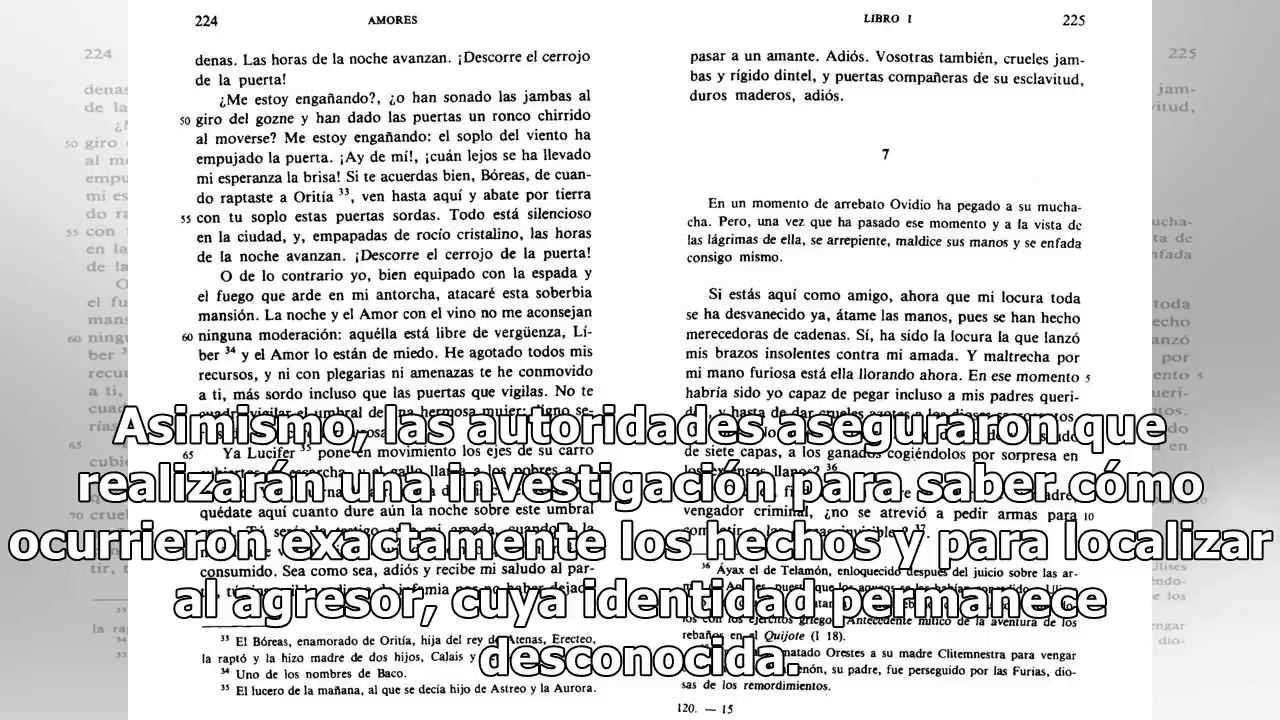 224 AMORES
denas. Las horas de la noche avanzan. ¡Descorre el cerrojo
de la puerta!
¿Me estoy engañando?, ¿o han sonado las jambas al
50 giro del gozne y han dado las puertas un ronco chirrido
al moverse? Me estoy engañando: el soplo del viento ha
empujado la puerta. ¡Ay de mí!, ¡cuán lejos se ha llevado
mi esperanza la brisa! Si te acuerdas bien, Bóreas, de cuan-
do raptaste a Oritía 33, ven hasta aquí y abate por tierra
55 con tu soplo estas puertas sordas. Todo está silencioso
en la ciudad, y, empapadas de rocío cristalino, las horas
de la noche avanzan. ¡Descorre el cerrojo de la puerta!
O de lo contrario yo, bien equipado con la espada y
el fuego que arde en mi antorcha, atacaré esta soberbia
mansión. La noche y el Amor con el vino no me aconsejan
60 ninguna moderación: aquélla está libre de vergüenza, Lí-
ber 34 y el Amor lo están de miedo. He agotado todos mis
recursos, y ni con plegarias ni amenazas te he conmovido
a ti, más sordo incluso que las puertas que vigilas. No te
65 Ya Lucifer 35 pone en movimiento los ejes de su carro
quédate aquí cuanto dure aún la noche sobre este umbral
consumido. Sea como sea, adiós y recibe mi saludo al par-
33 El Bóreas, enamorado de Oritía, hija del rey de Atenas, Erecteo,
la raptó y la hizo madre de dos hijos, Calais y
34 Uno de los nombres de Baco.
35 El lucero de la mañana, al que se decía hijo de Astreo y la Aurora.
LIBRO I 225
pasar a un amante. Adiós. Vosotras también, crueles jam-
bas y rígido dintel, y puertas compañeras de su esclavitud,
duros maderos, adiós.
7
En un momento de arrebato Ovidio ha pegado a su mucha-
cha. Pero, una vez que ha pasado ese momento y a la vista de
las lágrimas de ella, se arrepiente, maldice sus manos y se enfada
consigo mismo.
Si estás aquí como amigo, ahora que mi locura toda
se ha desvanecido ya, átame las manos, pues se han hecho
merecedoras de cadenas. Sí, ha sido la locura la que lanzó
mis brazos insolentes contra mi amada. Y maltrecha por
mi mano furiosa está ella llorando ahora. En ese momento 5
habría sido yo capaz de pegar incluso a mis padres queri-
de siete capas, a los ganados cogiéndolos por sorpresa en
vengador criminal, ¿no se atrevió a pedir armas para 10
36 Áyax el de Telamón, enloquecido después del juicio sobre las ar-
los con los ejércitos griegos. Antecedente mítico de la aventura de los
rebaños en el Quijote (I 18).
matado Orestes a su madre Clitemnestra para vengar
su padre, fue perseguido por las Furias, dio-
sas de los remordimientos.
120. — 15
Asimismo, las autoridades aseguraron que
realizarán una investigación para saber cómo
ocurrieron exactamente los hechos y para localizar
al agresor, cuya identidad permanece
desconocida.